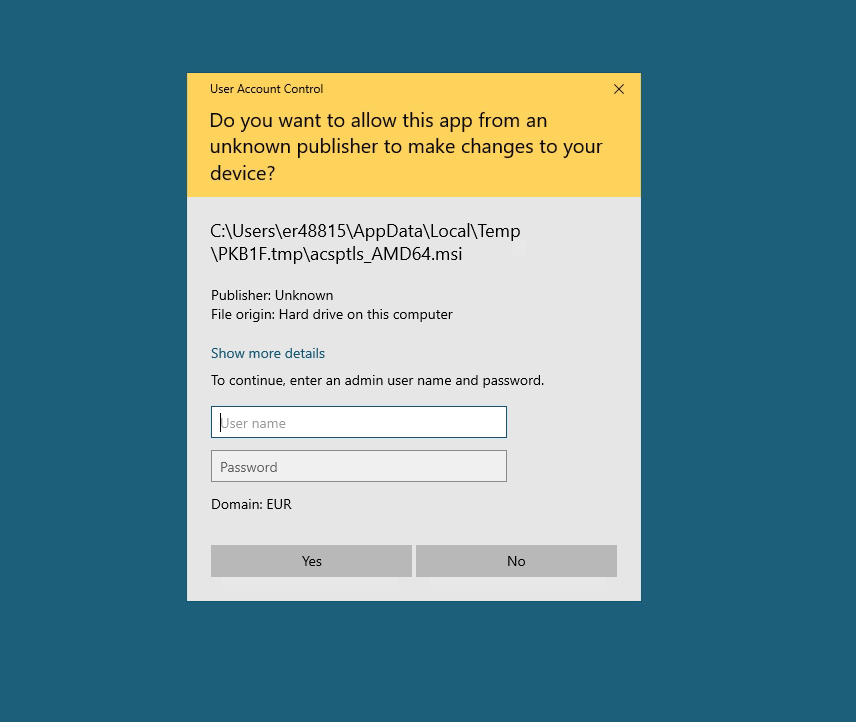 User Account Control
Do you want to allow this app from an
unknown publisher to make changes to your
device?
C:\Users\er48815\AppData\Local\Temp
\PKB1F.tmp\acsptls_AMD64.msi
Publisher: Unknown
File origin: Hard drive on this computer
Show more details
To continue, enter an admin user name and password.
User name
Password
Domain: EUR
Yes
No